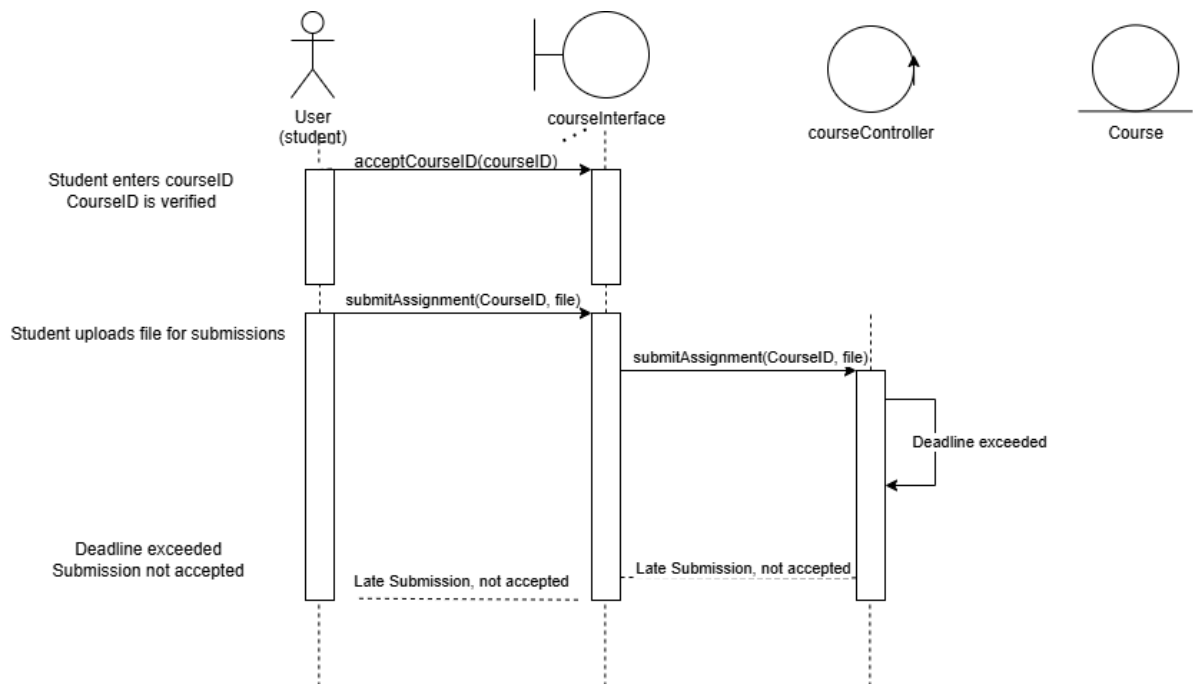 User
(student)
courseInterface
courseController
Course
acceptCourseID(courseID)
Student enters courseID
CourseID is verified
submitAssignment(CourseID, file)
Student uploads file for submissions
submitAssignment(CourseID, file)
Deadline exceeded
Deadline exceeded
Submission not accepted
Late Submission, not accepted
Late Submission, not accepted